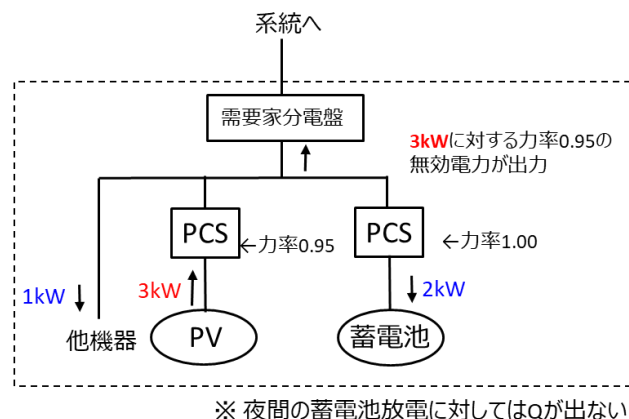 系統へ
需要家分電盤
3kWに対する力率0.95の
無効電力が出力
PCS
←力率0.95
PCS
←力率1.00
1kW
3kW
2kW
他機器
PV
蓄電池
※ 夜間の蓄電池放電に対してはQが出ない